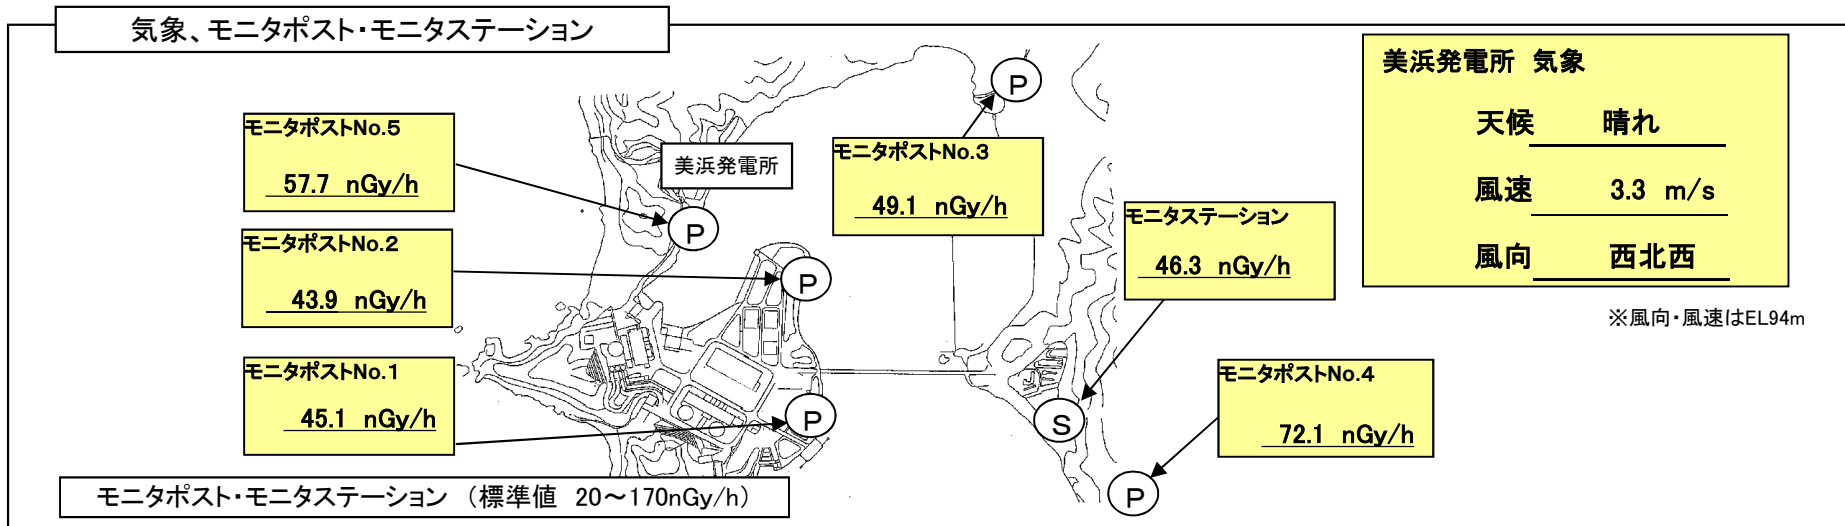 気象、モニタポスト・モニタステーション
モニタポストNo.5
57.7 nGy/h
美浜発電所
モニタポストNo.2
43.9 nGy/h
モニタポストNo.1
45.1 nGy/h
P
P
P
P
モニタポストNo.3
49.1 nGy/h
モニタステーション
46.3 nGy/h
S
モニタポストNo.4
72.1 nGy/h
P
美浜発電所 気象
天候 晴れ
風速 3.3 m/s
風向 西北西
※風向・風速はEL94m
モニタポスト・モニタステーション (標準値 20～170nGy/h)